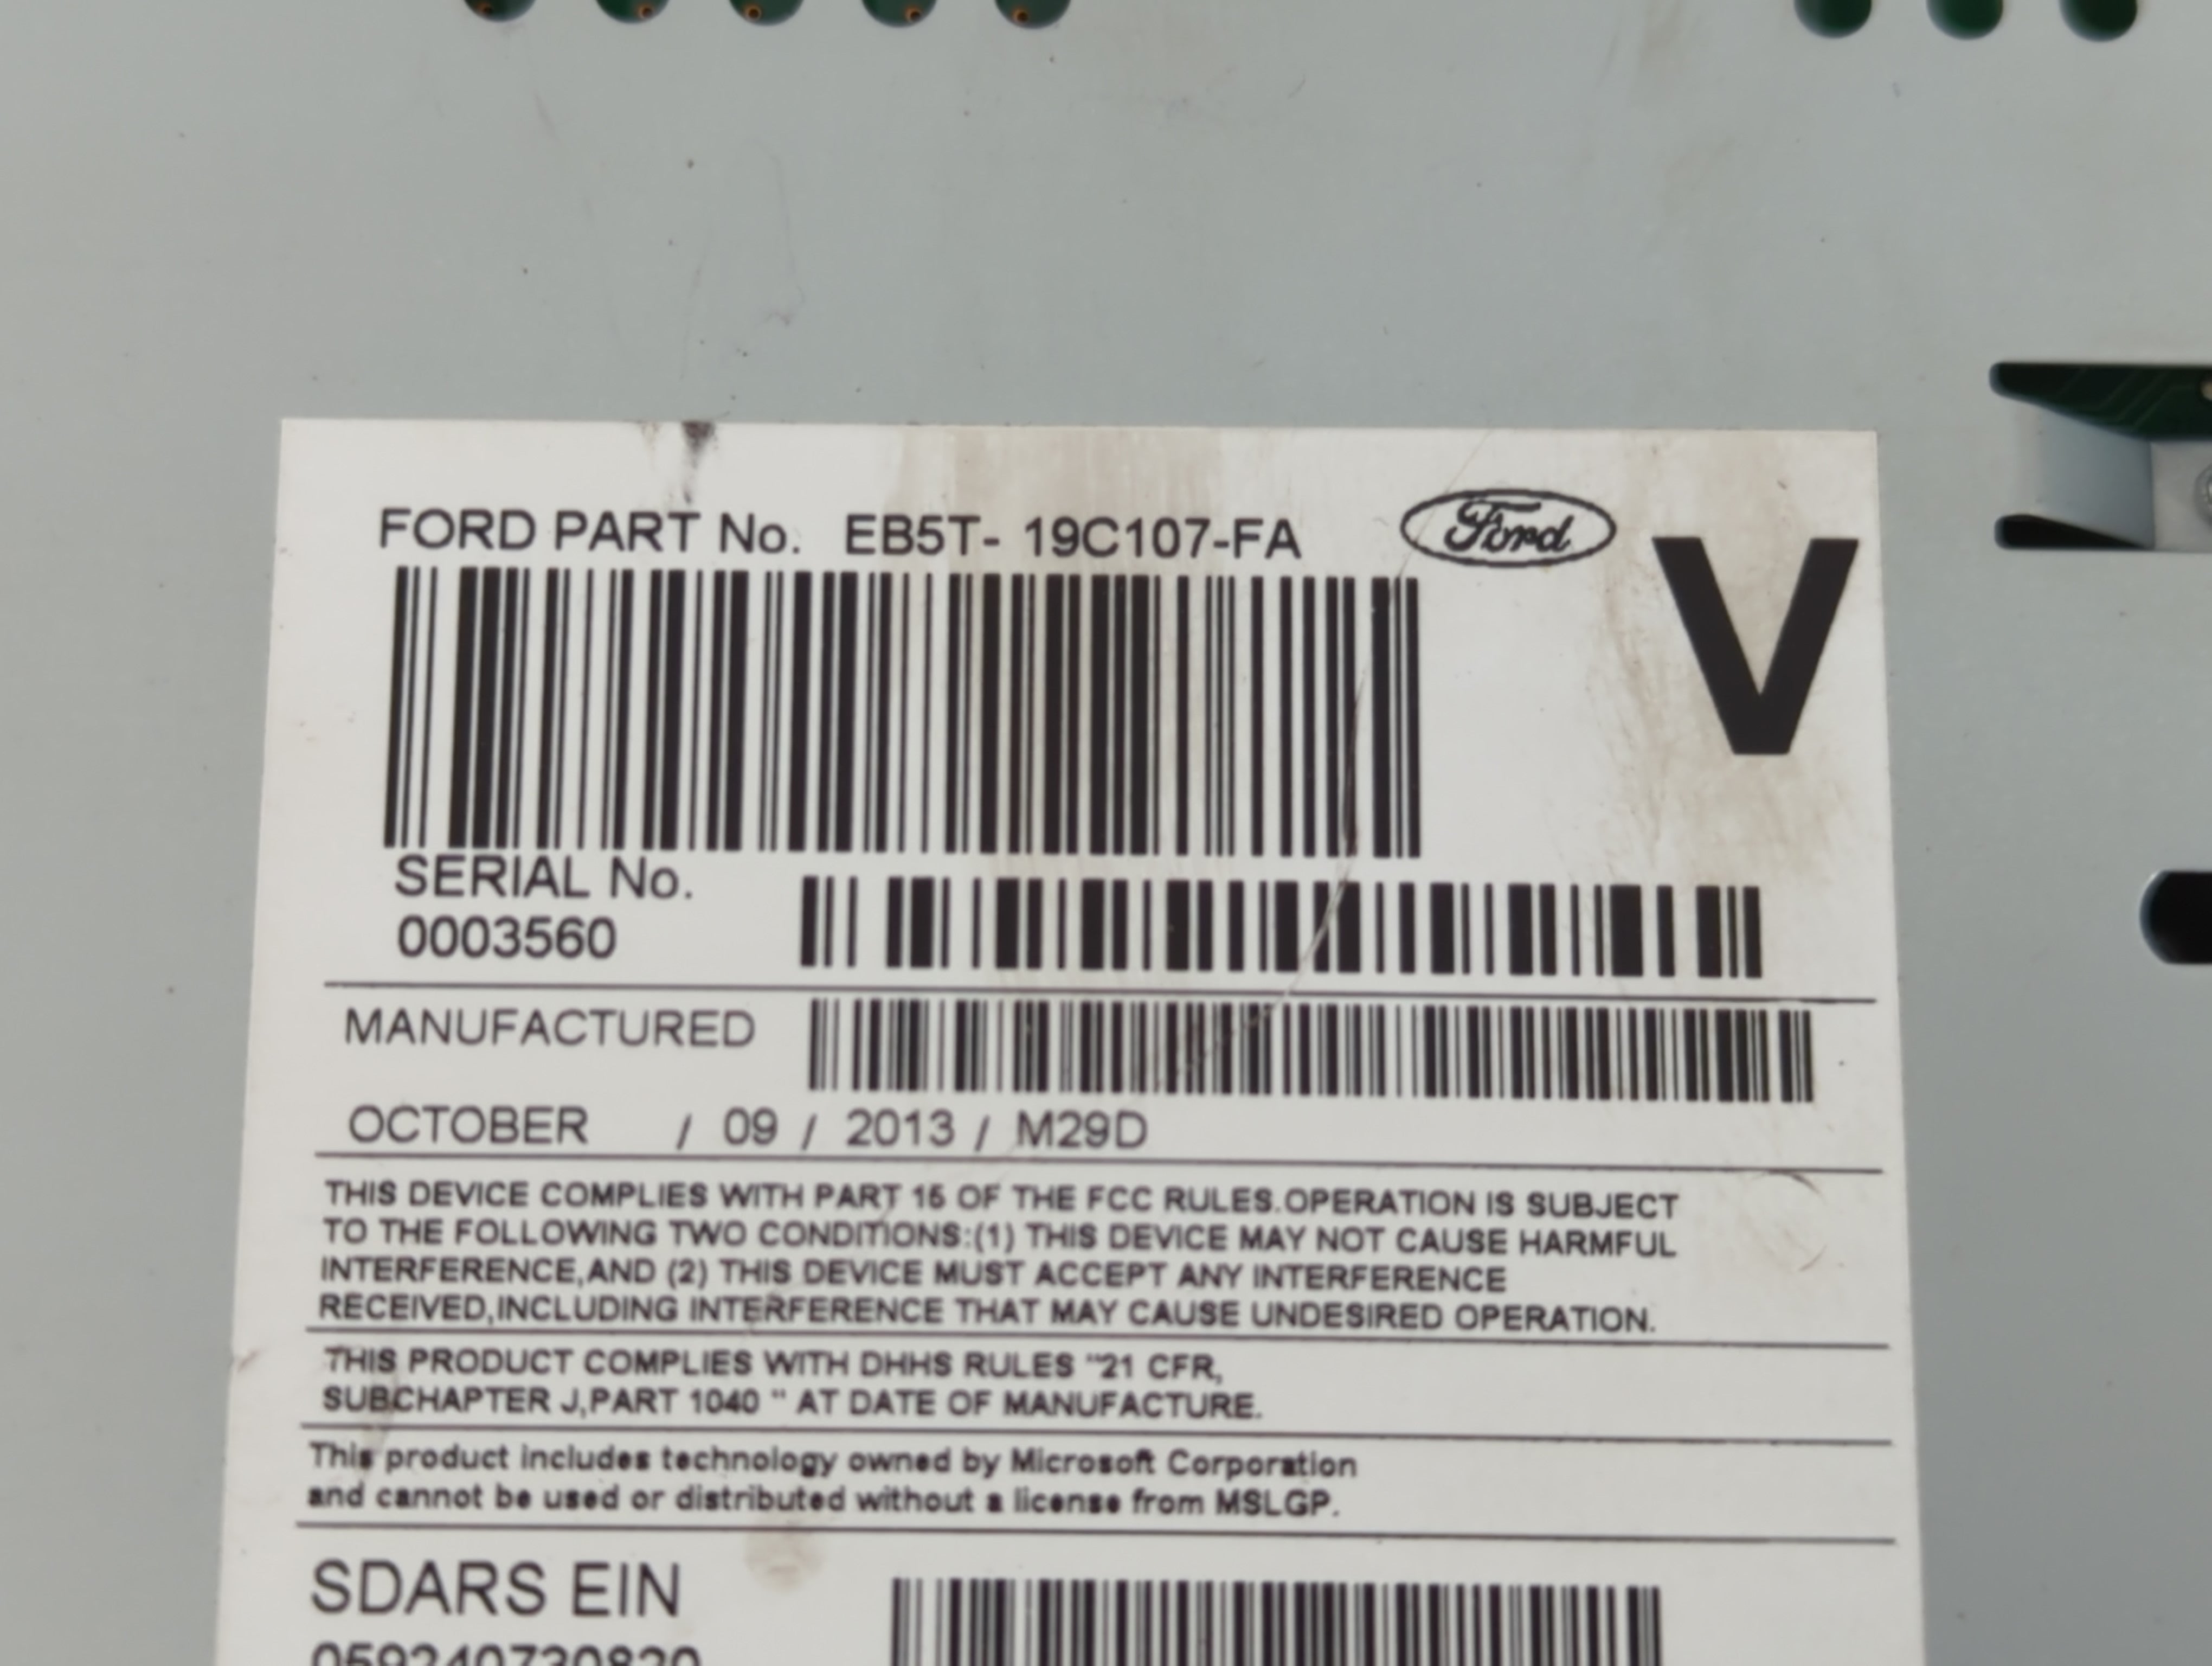 FORD PART No. EB5T- 19C107-FA
Ford
V
SERIAL No.
0003560
MANUFACTURED
OCTOBER / 09 / 2013 / M29D
THIS DEVICE COMPLIES WITH PART 15 OF THE FCC RULES.OPERATION IS SUBJECT
TO THE FOLLOWING TWO CONDITIONS:(1) THIS DEVICE MAY NOT CAUSE HARMFUL
INTERFERENCE,AND (2) THIS DEVICE MUST ACCEPT ANY INTERFERENCE
RECEIVED,INCLUDING INTERFERENCE THAT MAY CAUSE UNDESIRED OPERATION.
THIS PRODUCT COMPLIES WITH DHHS RULES "21 CFR,
SUBCHAPTER J,PART 1040 " AT DATE OF MANUFACTURE.
This product includes technology owned by Microsoft Corporation
and cannot be used or distributed without a license from MSLGP.
SDARS EIN
059240730820